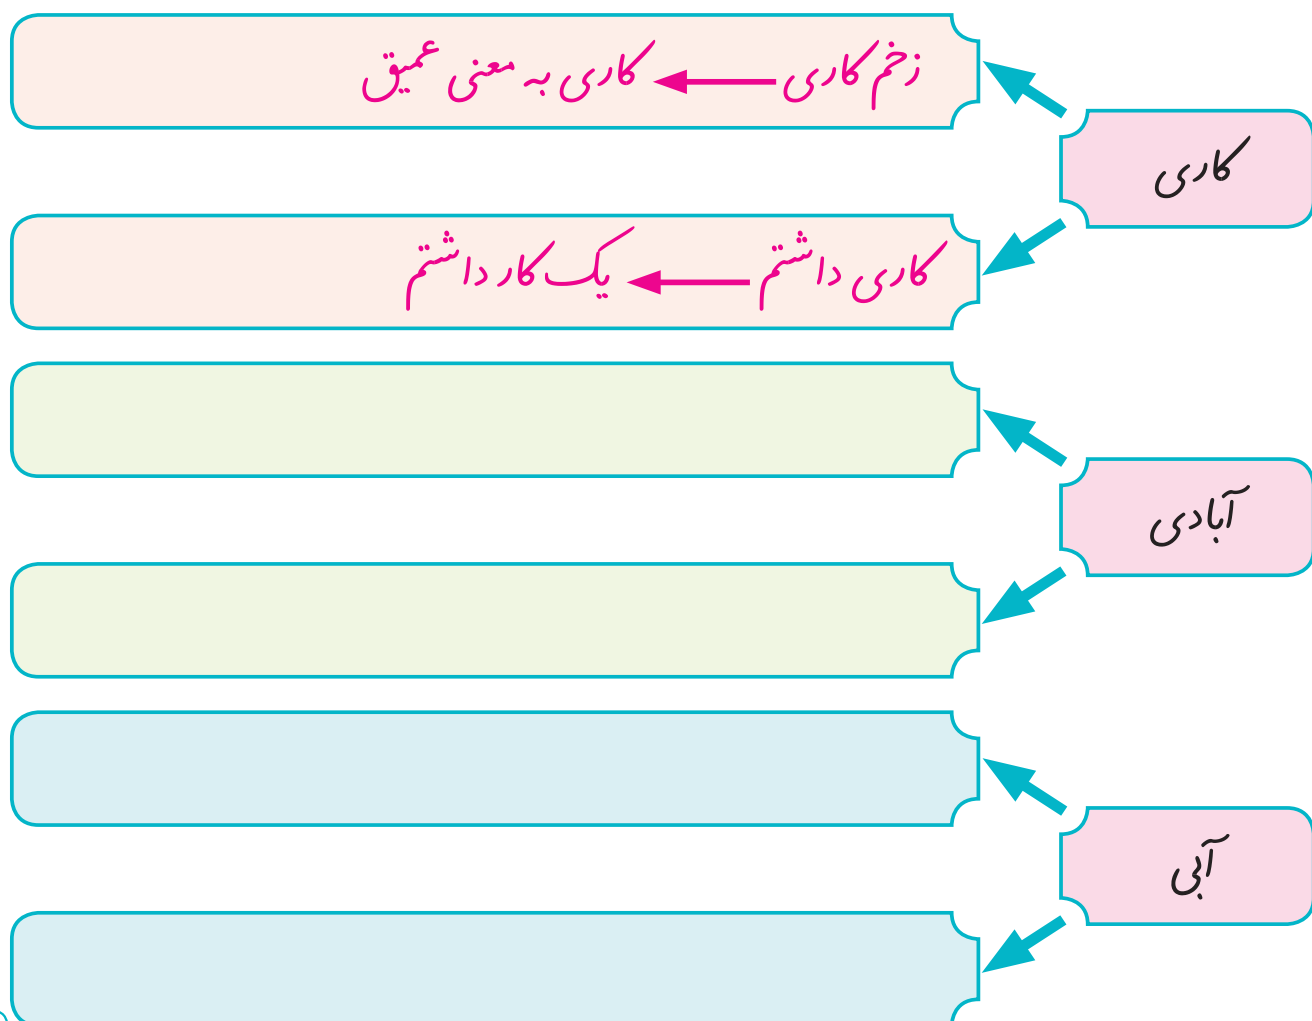 کاری
زخم کاری ← کاری به معنی عمیق
کاری داشتم ← یک کار داشتم
آبادی
آبی